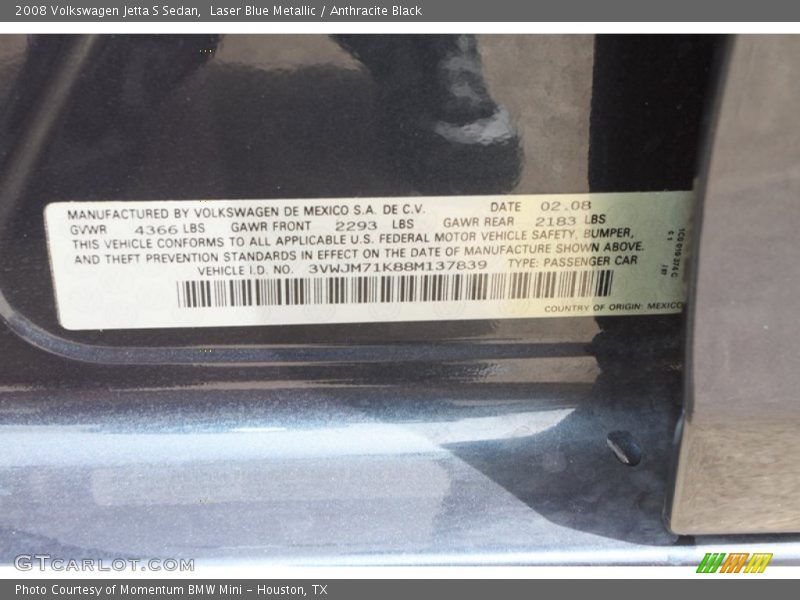 2008 Volkswagen Jetta S Sedan,  Laser Blue Metallic / Anthracite Black
MANUFACTURED BY VOLKSWAGEN DE MEXICO S.A. DE C.V. DATE 02.08
GVWR 4366 LBS GAWR FRONT 2293 LBS GAWR REAR 2183 LBS
THIS VEHICLE CONFORMS TO ALL APPLICABLE U.S. FEDERAL MOTOR VEHICLE SAFETY, BUMPER,
AND THEFT PREVENTION STANDARDS IN EFFECT ON THE DATE OF MANUFACTURE SHOWN ABOVE.
VEHICLE I.D. NO. 3VWJM71K88M137839 TYPE: PASSENGER CAR
COUNTRY OF ORIGIN: MEXICO
GTCARLOT.COM
Photo Courtesy of Momentum BMW Mini - Houston, TX